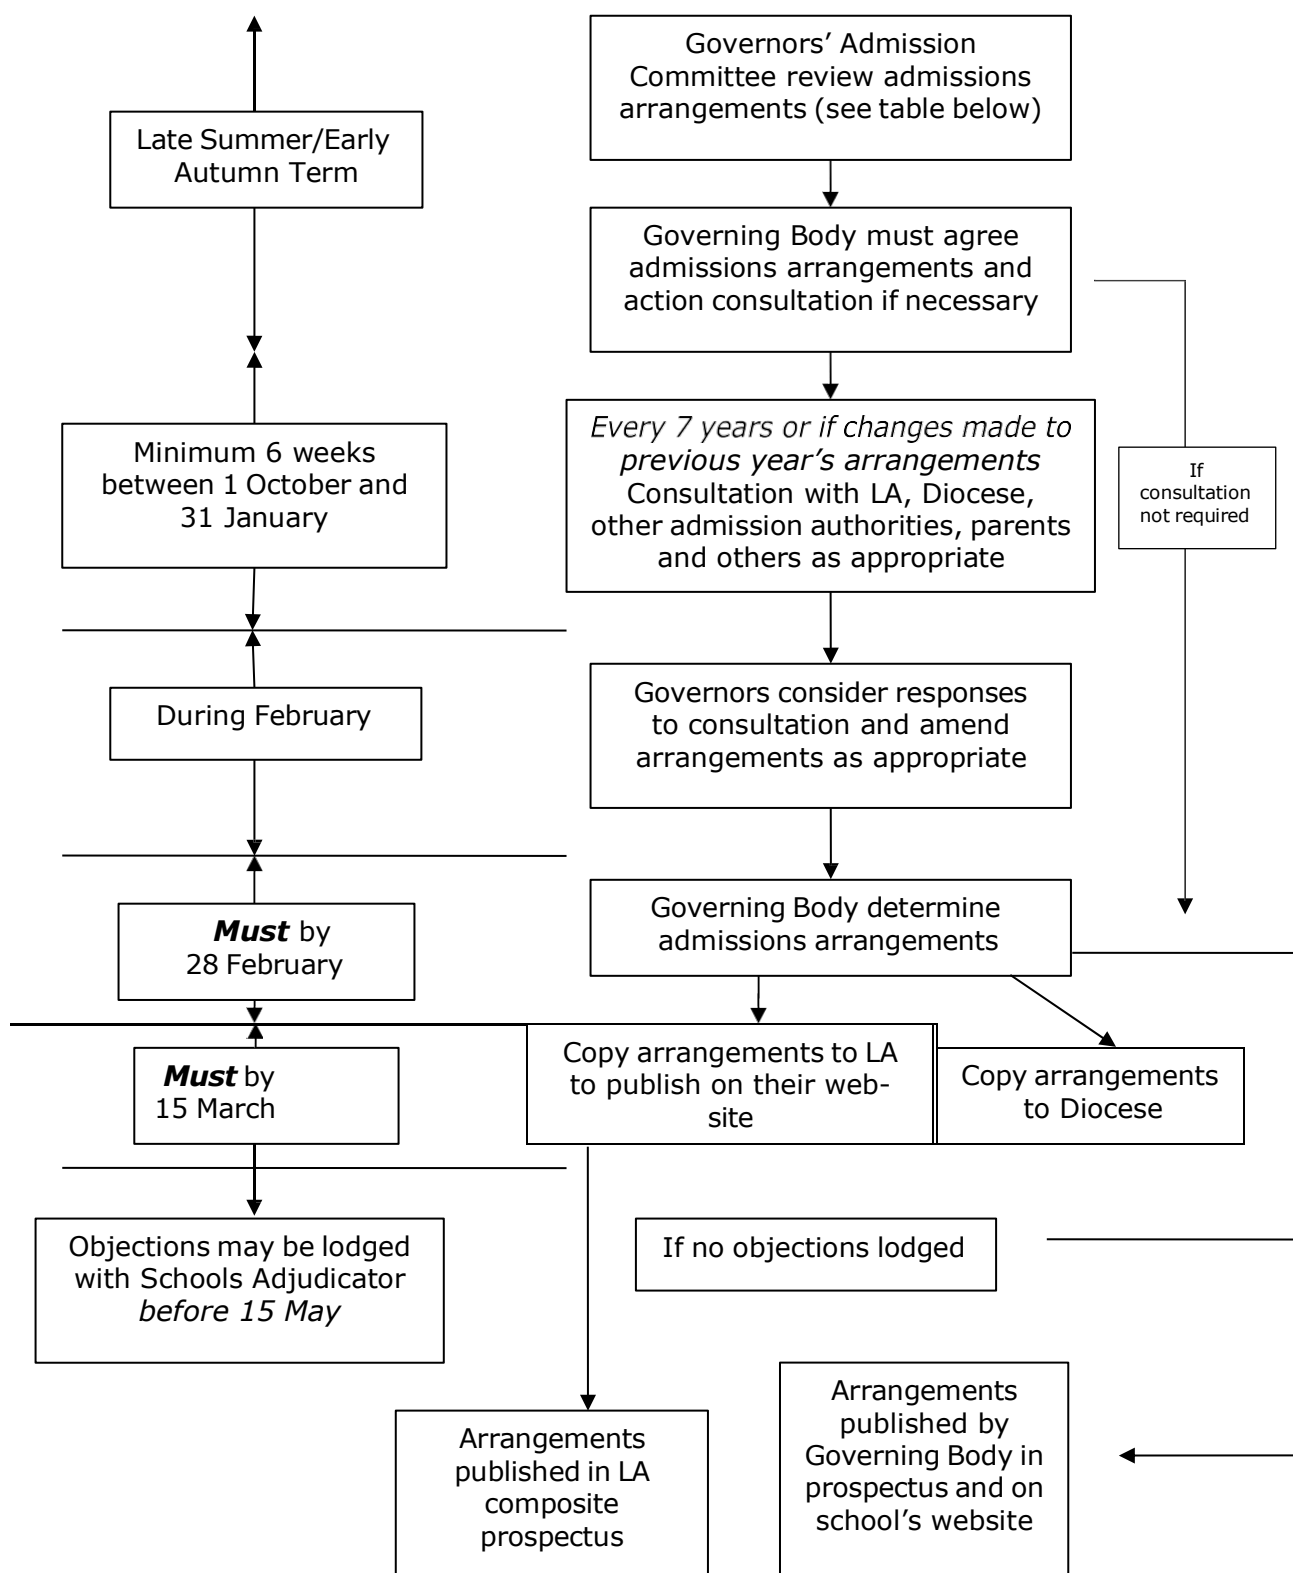 Governors’ Admission
Committee review admissions
arrangements (see table below)
Late Summer/Early
Autumn Term
Governing Body must agree
admissions arrangements and
action consultation if necessary
Every 7 years or if changes made to
previous year’s arrangements
Consultation with LA, Diocese,
other admission authorities, parents
and others as appropriate
Minimum 6 weeks
between 1 October and
31 January
If
consultation
not required
Governors consider responses
to consultation and amend
arrangements as appropriate
During February
Governing Body determine
admissions arrangements
Must by
28 February
Copy arrangements to LA
to publish on their web-
site
Copy arrangements
to Diocese
Must by
15 March
Objections may be lodged
with Schools Adjudicator
before 15 May
If no objections lodged
Arrangements
published in LA
composite
prospectus
Arrangements
published by
Governing Body in
prospectus and on
school’s website